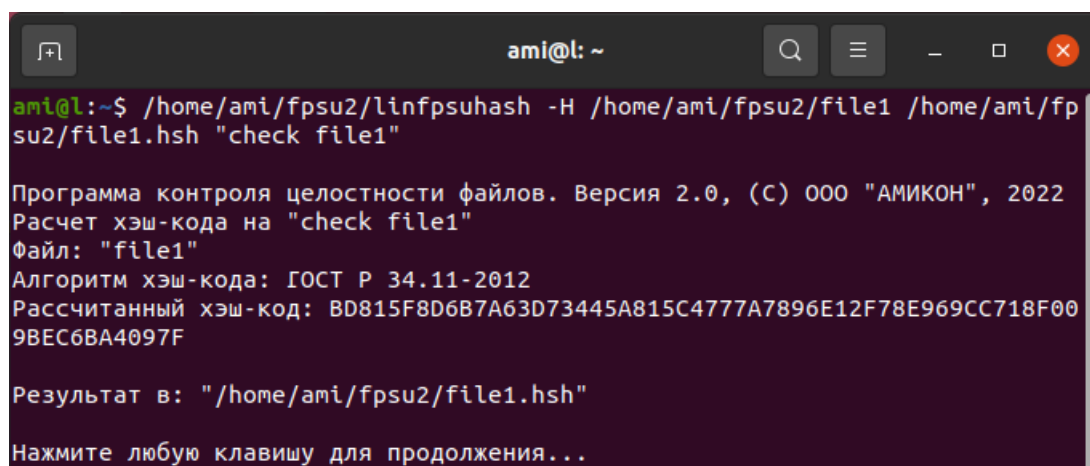 ami@l: ~
ami@l:~$ /home/ami/fpsu2/linfpsuhash -H /home/ami/fpsu2/file1 /home/ami/fp
su2/file1.hsh "check file1"
Программа контроля целостности файлов. Версия 2.0, (С) ООО "АМИКОН", 2022
Расчет хэш-кода на "check file1"
Файл: "file1"
Алгоритм хэш-кода: ГОСТ Р 34.11-2012
Рассчитанный хэш-код: BD815F8D6B7A63D73445A815C4777A7896E12F78E969CC718F00
9BEC6BA4097F
Результат в: "/home/ami/fpsu2/file1.hsh"
Нажмите любую клавишу для продолжения...